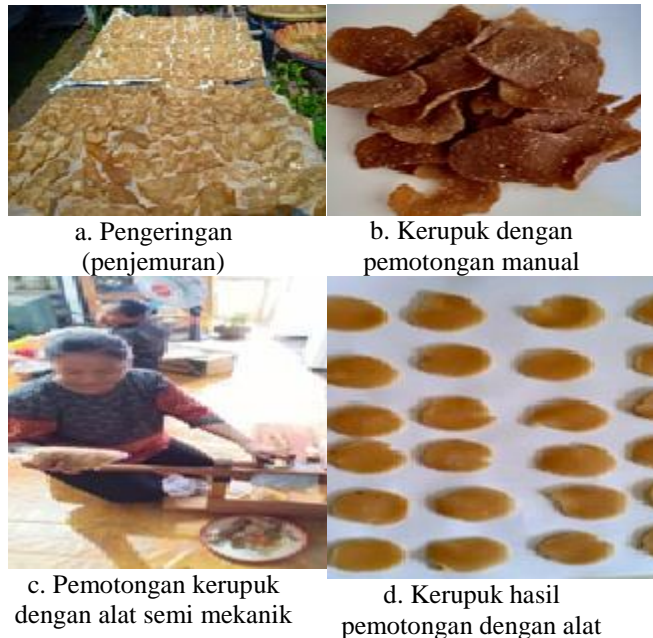 a. Pengeringan
(penjemuran)
b. Kerupuk dengan
pemotongan manual
c. Pemotongan kerupuk
dengan alat semi mekanik
d. Kerupuk hasil
pemotongan dengan alat